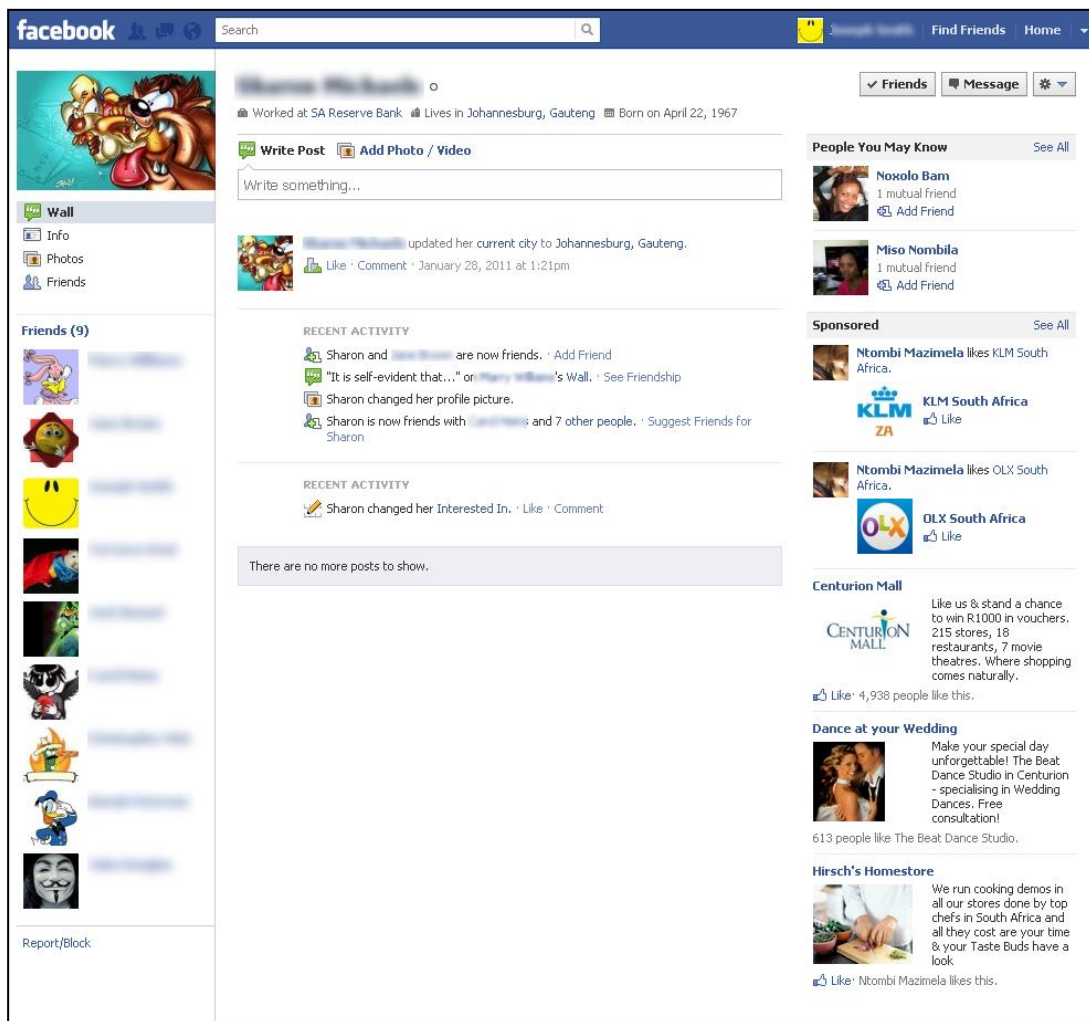 facebook
Search
Find Friends
Home
Friends
Message
Worked at SA Reserve Bank Lives in Johannesburg, Gauteng Born on April 22, 1967
Write Post Add Photo / Video
Write something...
Wall
Info
Photos
Friends
Friends (9)
Report/Block
updated her current city to Johannesburg, Gauteng.
Like · Comment · January 28, 2011 at 1:21pm
RECENT ACTIVITY
Sharon and are now friends. · Add Friend
"It is self-evident that..." on 's Wall. · See Friendship
Sharon changed her profile picture.
Sharon is now friends with and 7 other people. · Suggest Friends for
Sharon
RECENT ACTIVITY
Sharon changed her Interested In. · Like · Comment
There are no more posts to show.
People You May Know See All
Noxolo Bam
1 mutual friend
Add Friend
Miso Nombila
1 mutual friend
Add Friend
Sponsored See All
Ntombi Mazimela likes KLM South
Africa.
KLM
ZA
KLM South Africa
Like
Ntombi Mazimela likes OLX South
Africa.
OLX
OLX South Africa
Like
Centurion Mall
CENTURION
MALL
Like us & stand a chance
to win R1000 in vouchers.
215 stores, 18
restaurants, 7 movie
theatres. Where shopping
comes naturally.
Like · 4,938 people like this.
Dance at your Wedding
Make your special day
unforgettable! The Beat
Dance Studio in Centurion
- specialising in Wedding
Dances. Free
consultation!
613 people like The Beat Dance Studio.
Hirsch's Homestore
We run cooking demos in
all our stores done by top
chefs in South Africa and
all they cost are your time
& your Taste Buds have a
look
Like · Ntombi Mazimela likes this.